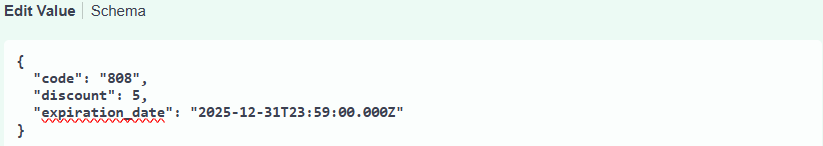 Edit Value | Schema
{
  "code": "808",
  "discount": 5,
  "expiration_date": "2025-12-31T23:59:00.000Z"
}